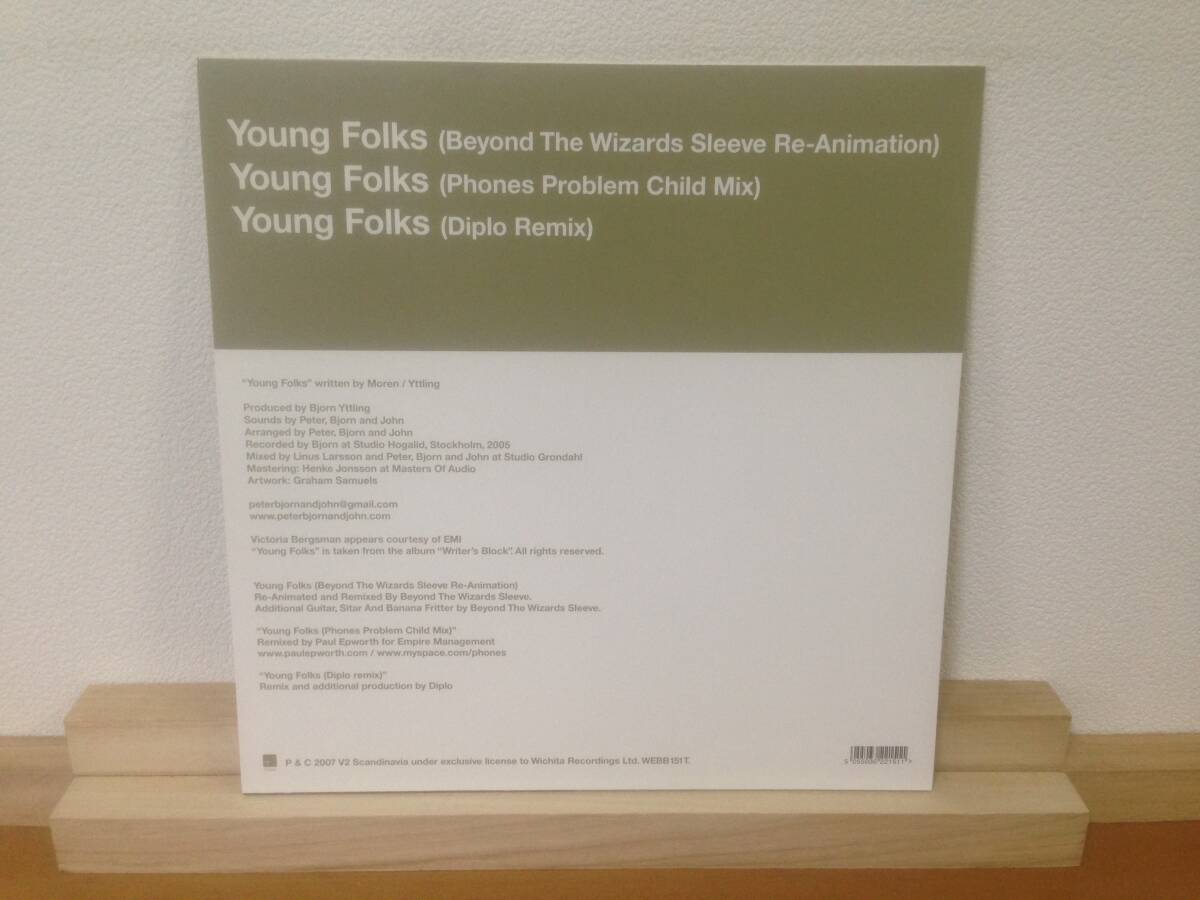 Young Folks (Beyond The Wizards Sleeve Re-Animation)
Young Folks (Phones Problem Child Mix)
Young Folks (Diplo Remix)
"Young Folks" written by Moren / Yttling
Produced by Bjorn Yttling
Sounds by Peter, Bjorn and John
Arranged by Peter, Bjorn and John
Recorded by Bjorn at Studio Hogalid, Stockholm, 2005
Mixed by Linus Larsson and Peter, Bjorn and John at Studio Grondahl
Mastering: Henke Jonsson at Masters Of Audio
Artwork: Graham Samuels
peterbjornandjohn@gmail.com
www.peterbjornandjohn.com
Victoria Bergsman appears courtesy of EMI
"Young Folks" is taken from the album "Writer's Block". All rights reserved.
Young Folks (Beyond The Wizards Sleeve Re-Animation)
Re-Animated and Remixed By Beyond The Wizards Sleeve.
Additional Guitar, Sitar And Banana Fritter by Beyond The Wizards Sleeve.
"Young Folks (Phones Problem Child Mix)"
Remixed by Paul Epworth for Empire Management
www.paulepworth.com / www.myspace.com/phones
"Young Folks (Diplo remix)"
Remix and additional production by Diplo
P & C 2007 V2 Scandinavia under exclusive license to Wichita Recordings Ltd. WEBB151T.